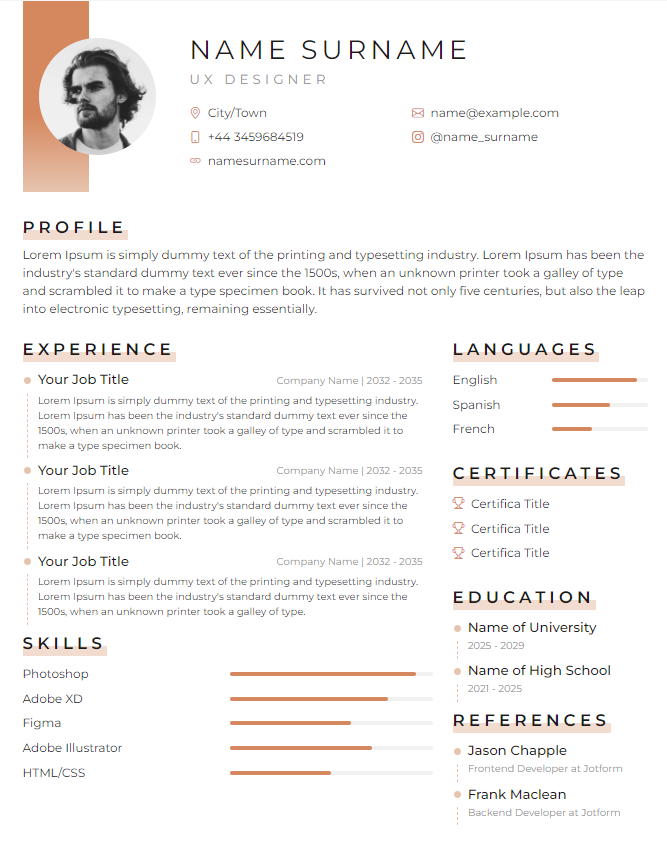 NAME SURNAME
UX DESIGNER
City/Town
name@example.com
+44 3459684519
@name_surname
namesurname.com
PROFILE
Lorem Ipsum is simply dummy text of the printing and typesetting industry. Lorem Ipsum has been the
industry's standard dummy text ever since the 1500s, when an unknown printer took a galley of type
and scrambled it to make a type specimen book. It has survived not only five centuries, but also the leap
into electronic typesetting, remaining essentially.
EXPERIENCE
Your Job Title
Company Name | 2032 - 2035
Lorem Ipsum is simply dummy text of the printing and typesetting industry.
Lorem Ipsum has been the industry's standard dummy text ever since the
1500s, when an unknown printer took a galley of type and scrambled it to
make a type specimen book.
Your Job Title
Company Name | 2032 - 2035
Lorem Ipsum is simply dummy text of the printing and typesetting industry.
Lorem Ipsum has been the industry's standard dummy text ever since the
1500s, when an unknown printer took a galley of type and scrambled it to
make a type specimen book.
Your Job Title
Company Name | 2032 - 2035
Lorem Ipsum is simply dummy text of the printing and typesetting industry.
Lorem Ipsum has been the industry's standard dummy text ever since the
1500s, when an unknown printer took a galley of type.
SKILLS
Photoshop
Adobe XD
Figma
Adobe Illustrator
HTML/CSS
LANGUAGES
English
Spanish
French
CERTIFICATES
Certifica Title
Certifica Title
Certifica Title
EDUCATION
Name of University
2025 - 2029
Name of High School
2021 - 2025
REFERENCES
Jason Chapple
Frontend Developer at Jotform
Frank Maclean
Backend Developer at Jotform